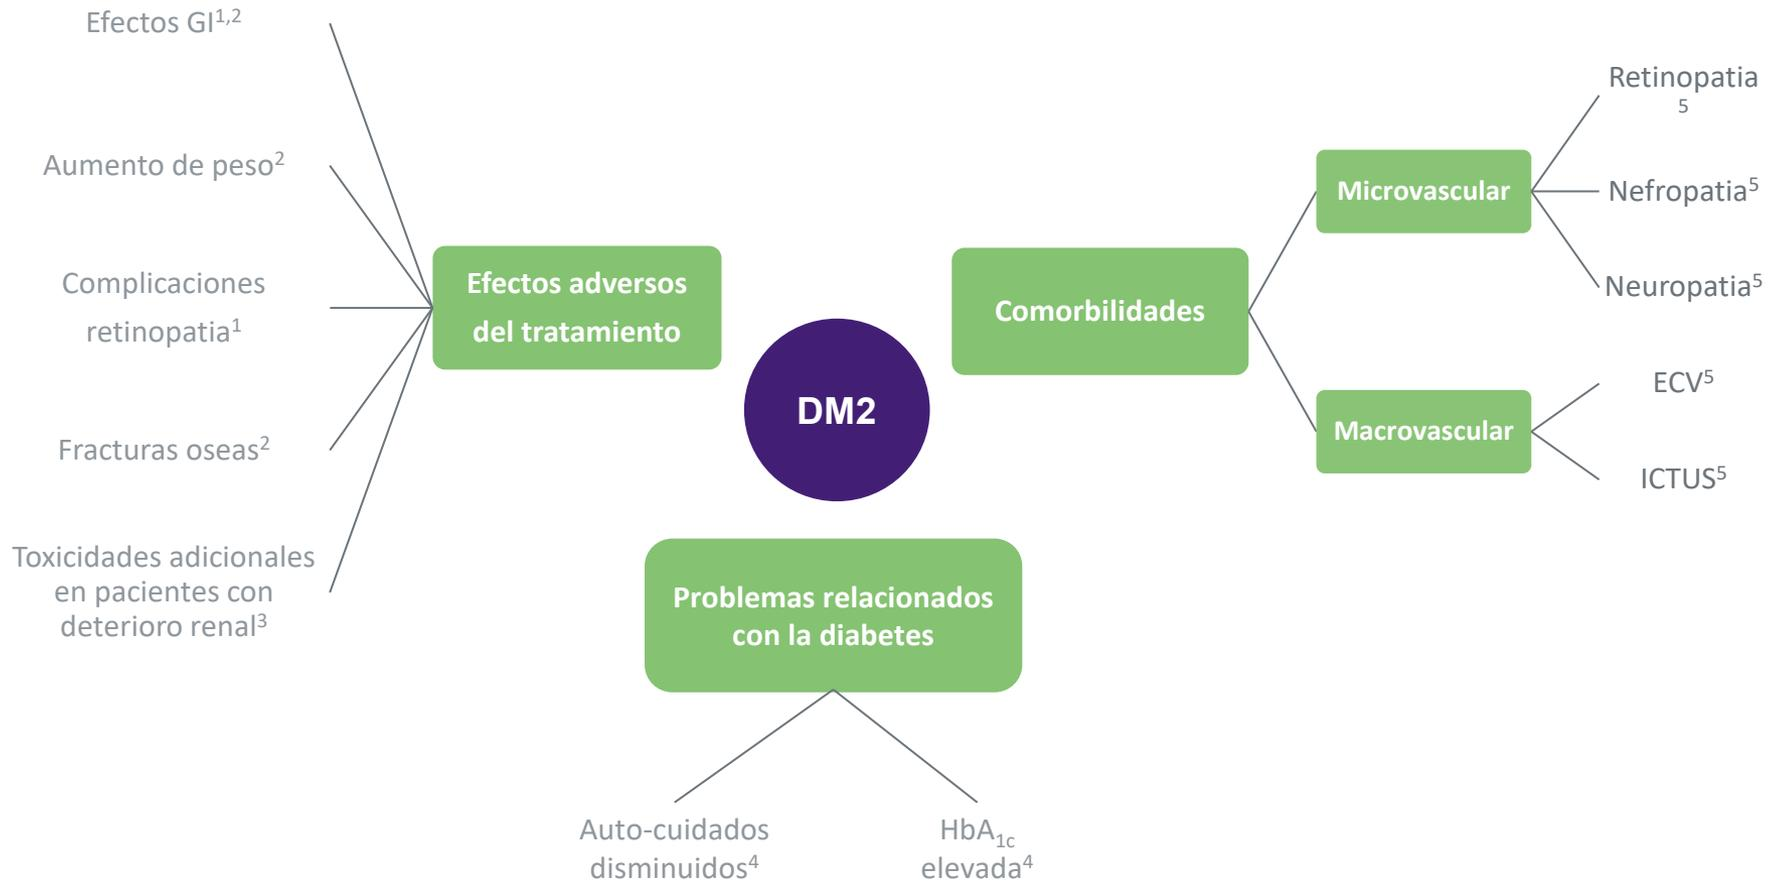 Efectos GI1,2
Aumento de peso2
Complicaciones
retinopatia1
Fracturas oseas2
Toxicidades adicionales
en pacientes con
deterioro renal3
Efectos adversos
del tratamiento
DM2
Comorbilidades
Microvascular
Retinopatia
5
Nefropatia5
Neuropatia5
Macrovascular
ECV5
ICTUS5
Problemas relacionados
con la diabetes
Auto-cuidados
disminuidos4
HbA1c
elevada4